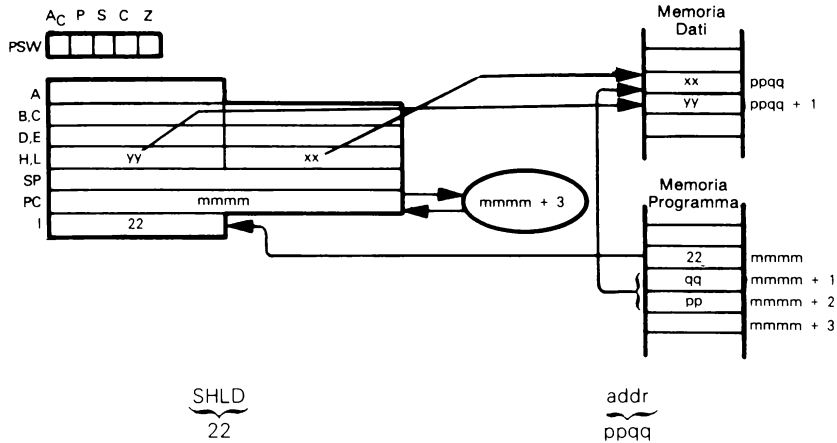 AC P S C Z
PSW
A
B,C
D,E
H,L yy xx
SP
PC mmmm
I 22
mmmm + 3
Memoria
Dati
xx ppqq
yy ppqq + 1
Memoria
Programma
22 mmmm
qq mmmm + 1
pp mmmm + 2
mmmm + 3
SHLD addr
22 ppqq